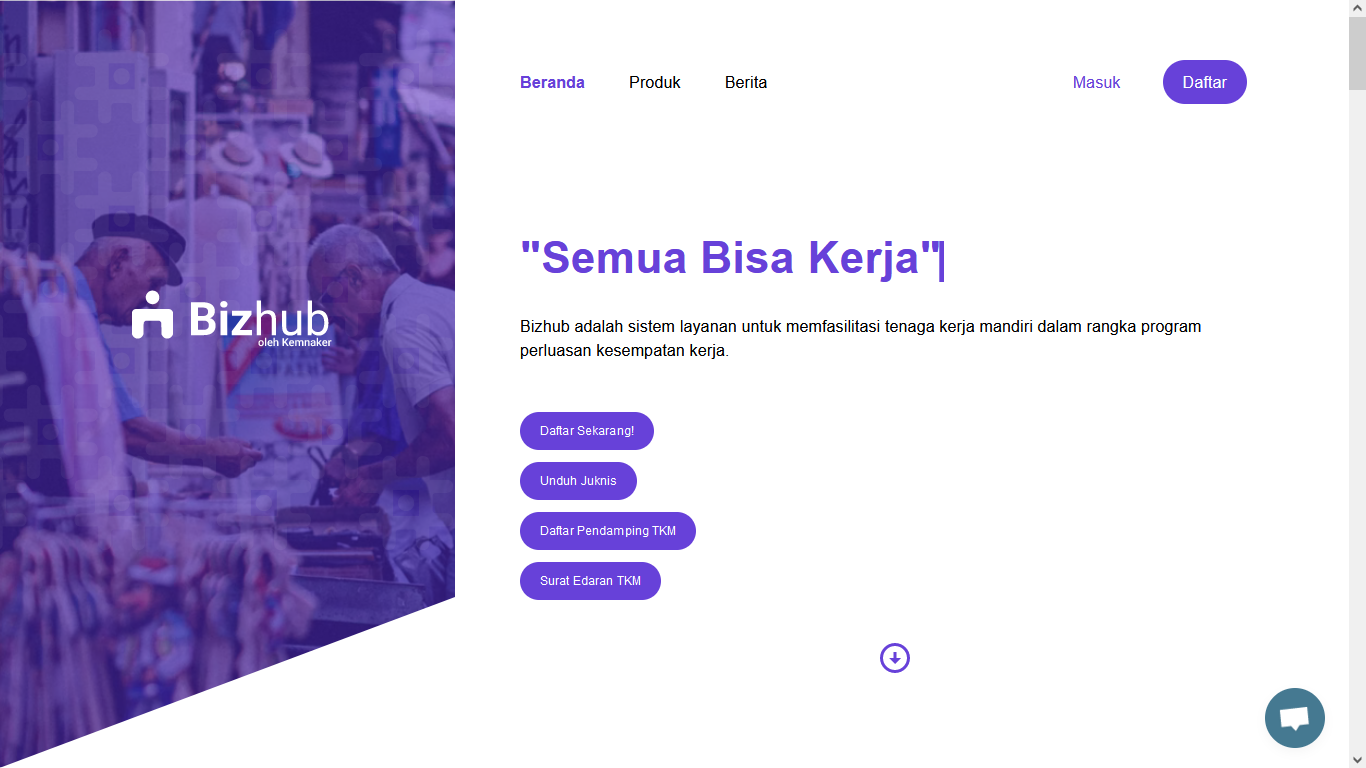 Beranda Produk Berita Masuk Daftar
Bizhub
oleh Kemnaker
"Semua Bisa Kerja"
Bizhub adalah sistem layanan untuk memfasilitasi tenaga kerja mandiri dalam rangka program
perluasan kesempatan kerja.
Daftar Sekarang!
Unduh Juknis
Daftar Pendamping TKM
Surat Edaran TKM